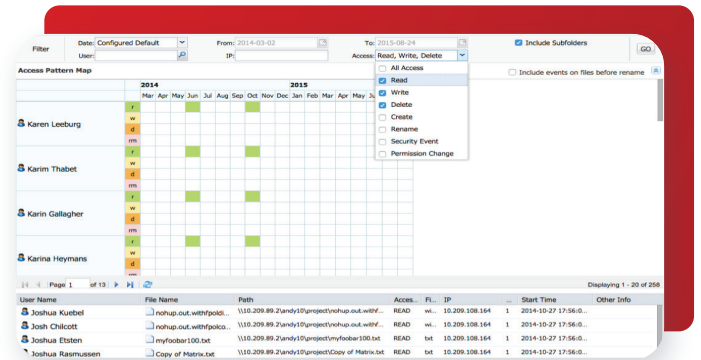 Filter
Date: Configured Default
From: 2014-03-02
To: 2015-08-24
Include Subfolders
GO
User:
IP:
Access: Read, Write, Delete
Access Pattern Map
Include events on files before rename
All Access
Read
Write
Delete
Create
Rename
Security Event
Permission Change
2014 2015
Mar Apr May Jun Jul Aug Sep Oct Nov Dec Jan Feb Mar Apr May
Karen Leeburg
r
w
d
rm
Karim Thabet
r
w
d
rm
Karin Gallagher
r
w
d
rm
Karina Heymans
r
w
d
Page 1 of 13
Displaying 1 - 20 of 258
User Name File Name Path Acces... Fi... IP ... Start Time Other Info
Joshua Kuebel nohup.out.withfpoldi... \\10.209.89.2\andy10\project\nohup.out.withf... READ wi... 10.209.108.164 1 2014-10-27 17:56:0...
Josh Chilcott nohup.out.withfpolco... \\10.209.89.2\andy10\project\nohup.out.withf... READ wi... 10.209.108.164 1 2014-10-27 17:56:0...
Joshua Etsten myfoobar100.txt \\10.209.89.2\andy10\project\myfoobar100.txt READ txt 10.209.108.164 1 2014-10-27 17:56:0...
Joshua Rasmussen Copy of Matrix.txt \\10.209.89.2\andy10\project\Copy of Matrix.txt READ txt 10.209.108.164 1 2014-10-27 17:56:0...